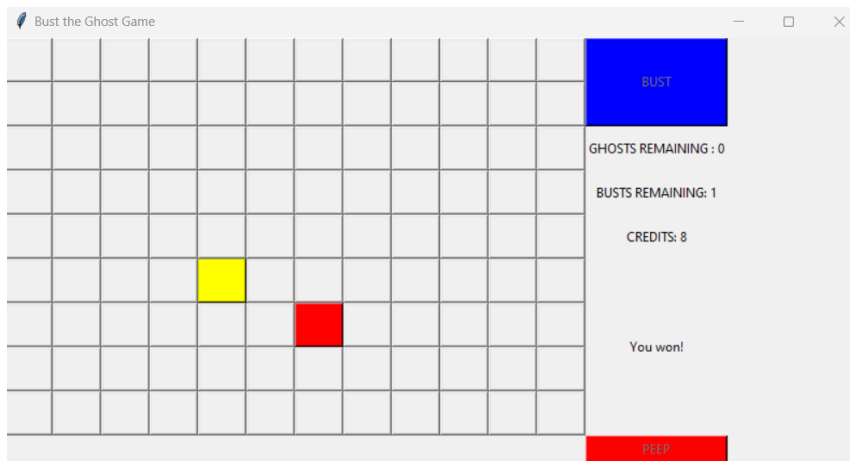 Bust the Ghost Game
BUST
GHOSTS REMAINING : 0
BUSTS REMAINING: 1
CREDITS: 8
You won!
PEEP